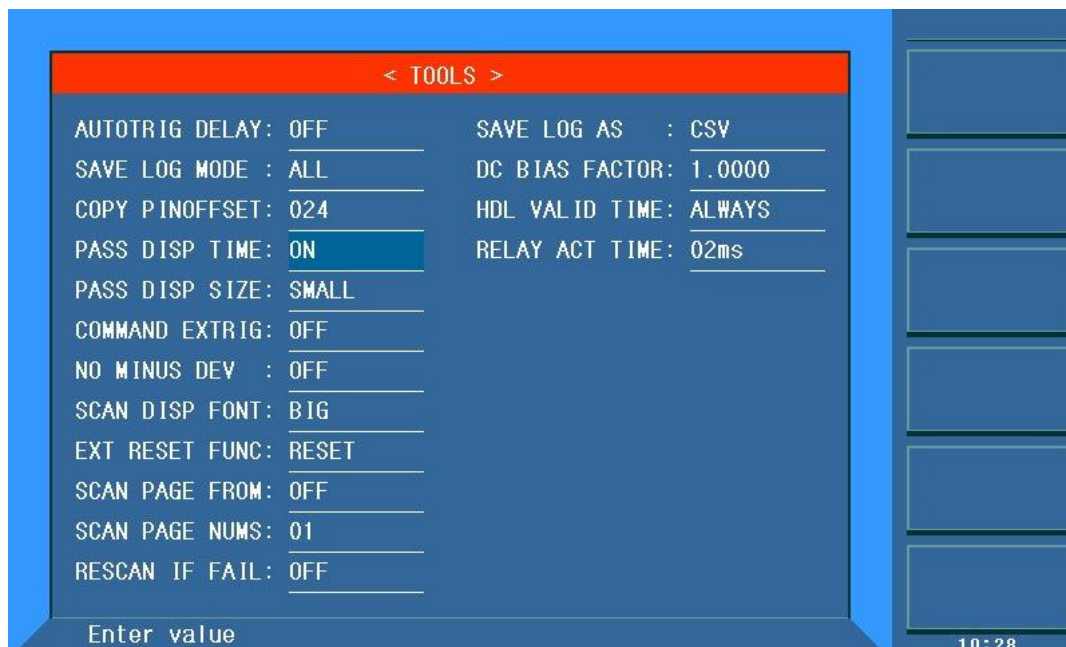 < TOOLS >
AUTOTRIG DELAY: OFF
SAVE LOG MODE : ALL
COPY PINOFFSET: 024
PASS DISP TIME: ON
PASS DISP SIZE: SMALL
COMMAND EXTRIG: OFF
NO MINUS DEV : OFF
SCAN DISP FONT: BIG
EXT RESET FUNC: RESET
SCAN PAGE FROM: OFF
SCAN PAGE NUMS: 01
RESCAN IF FAIL: OFF
SAVE LOG AS : CSV
DC BIAS FACTOR: 1.0000
HDL VALID TIME: ALWAYS
RELAY ACT TIME: 02ms
Enter value
10:28